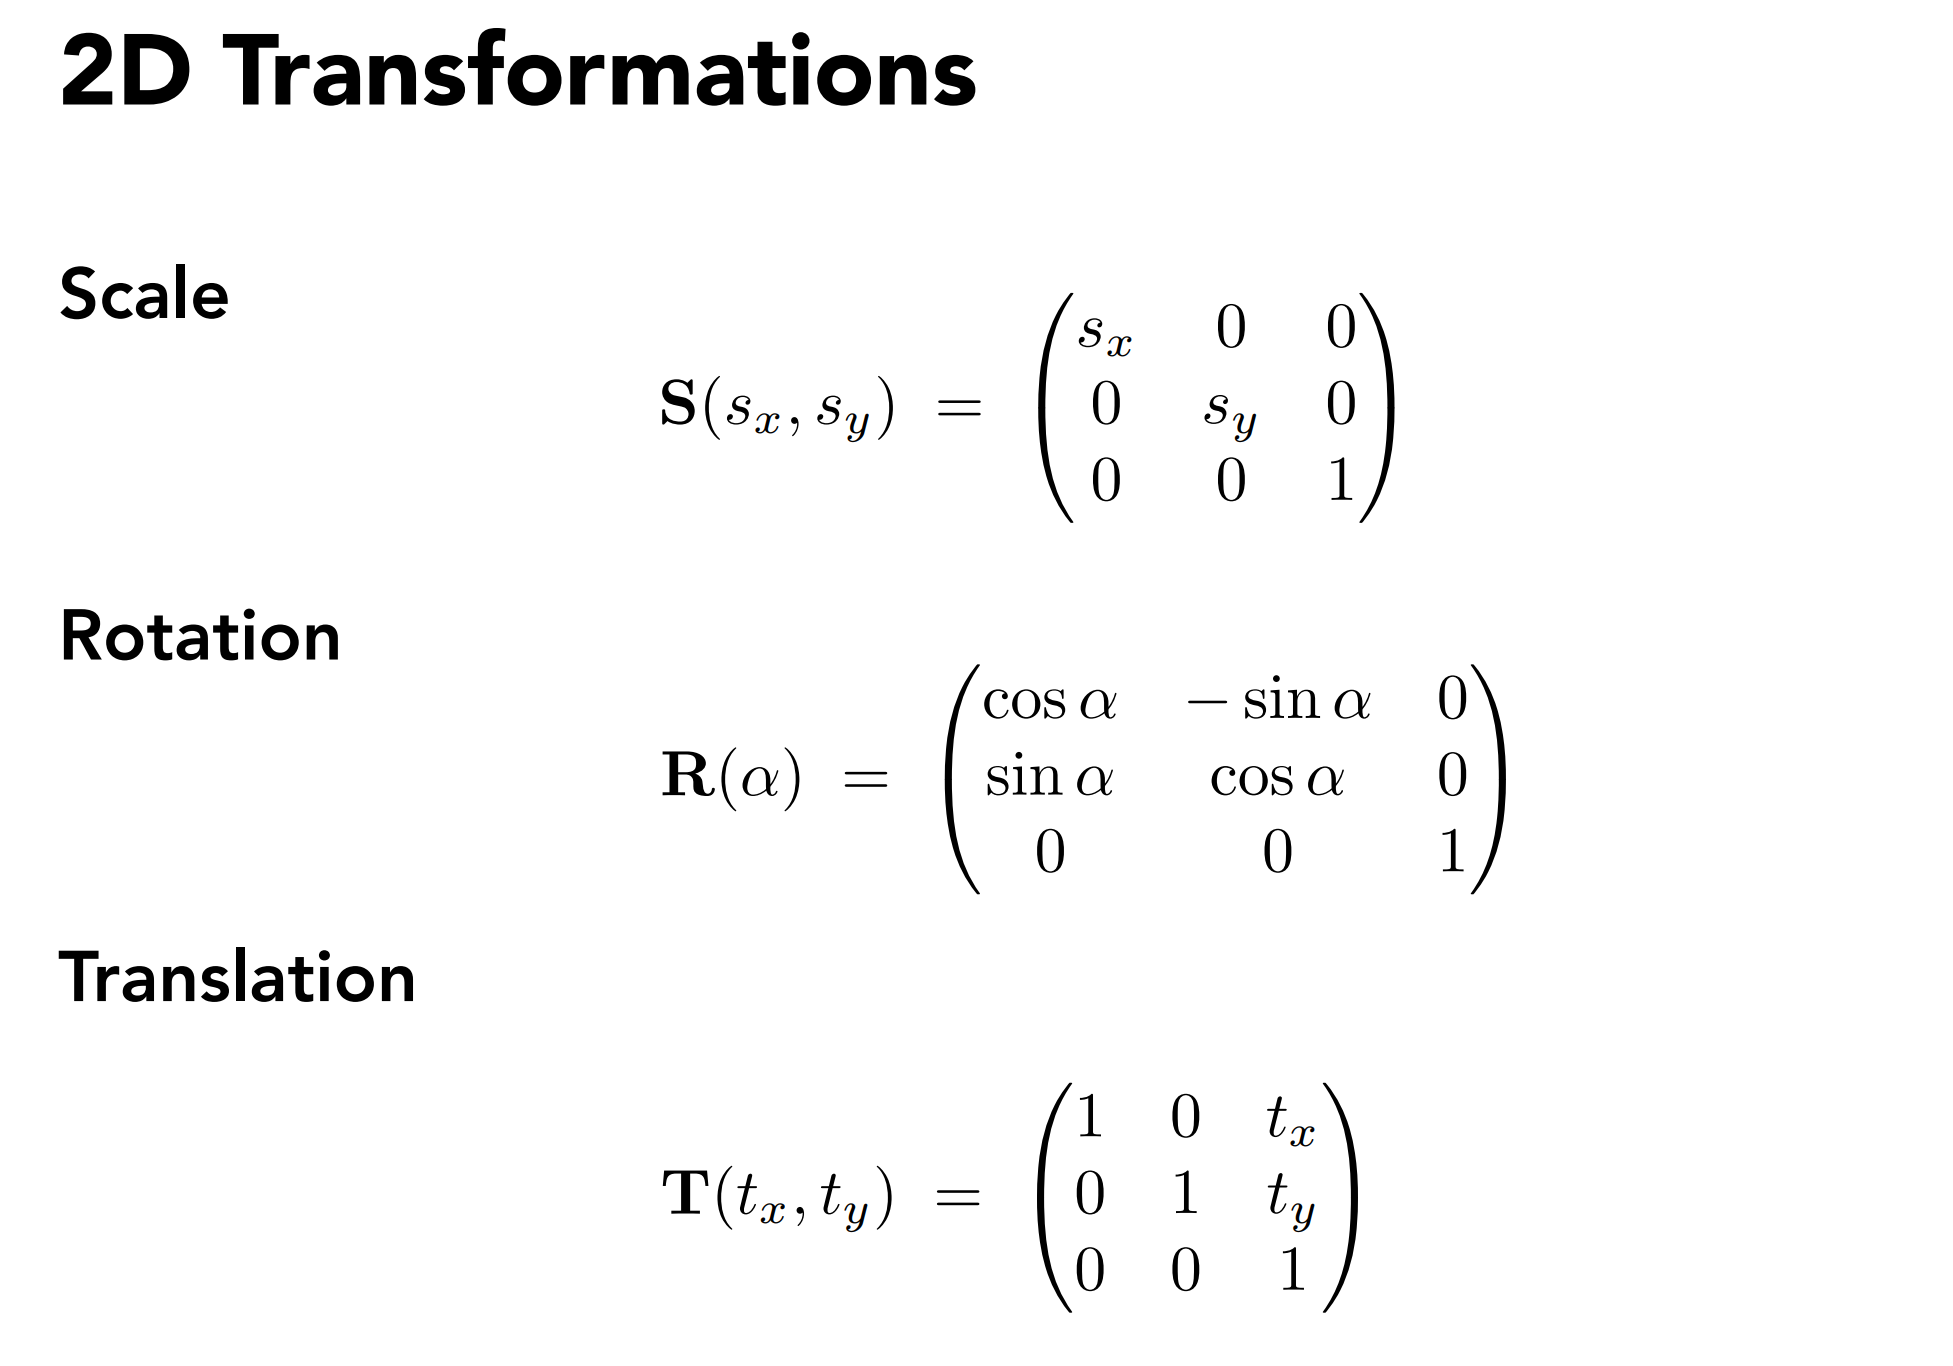 2D Transformations
Scale
$$\mathbf{S}(s_x, s_y) = \begin{pmatrix} s_x & 0 & 0 \\ 0 & s_y & 0 \\ 0 & 0 & 1 \end{pmatrix}$$
Rotation
$$\mathbf{R}(\alpha) = \begin{pmatrix} \cos\alpha & -\sin\alpha & 0 \\ \sin\alpha & \cos\alpha & 0 \\ 0 & 0 & 1 \end{pmatrix}$$
Translation
$$\mathbf{T}(t_x, t_y) = \begin{pmatrix} 1 & 0 & t_x \\ 0 & 1 & t_y \\ 0 & 0 & 1 \end{pmatrix}$$